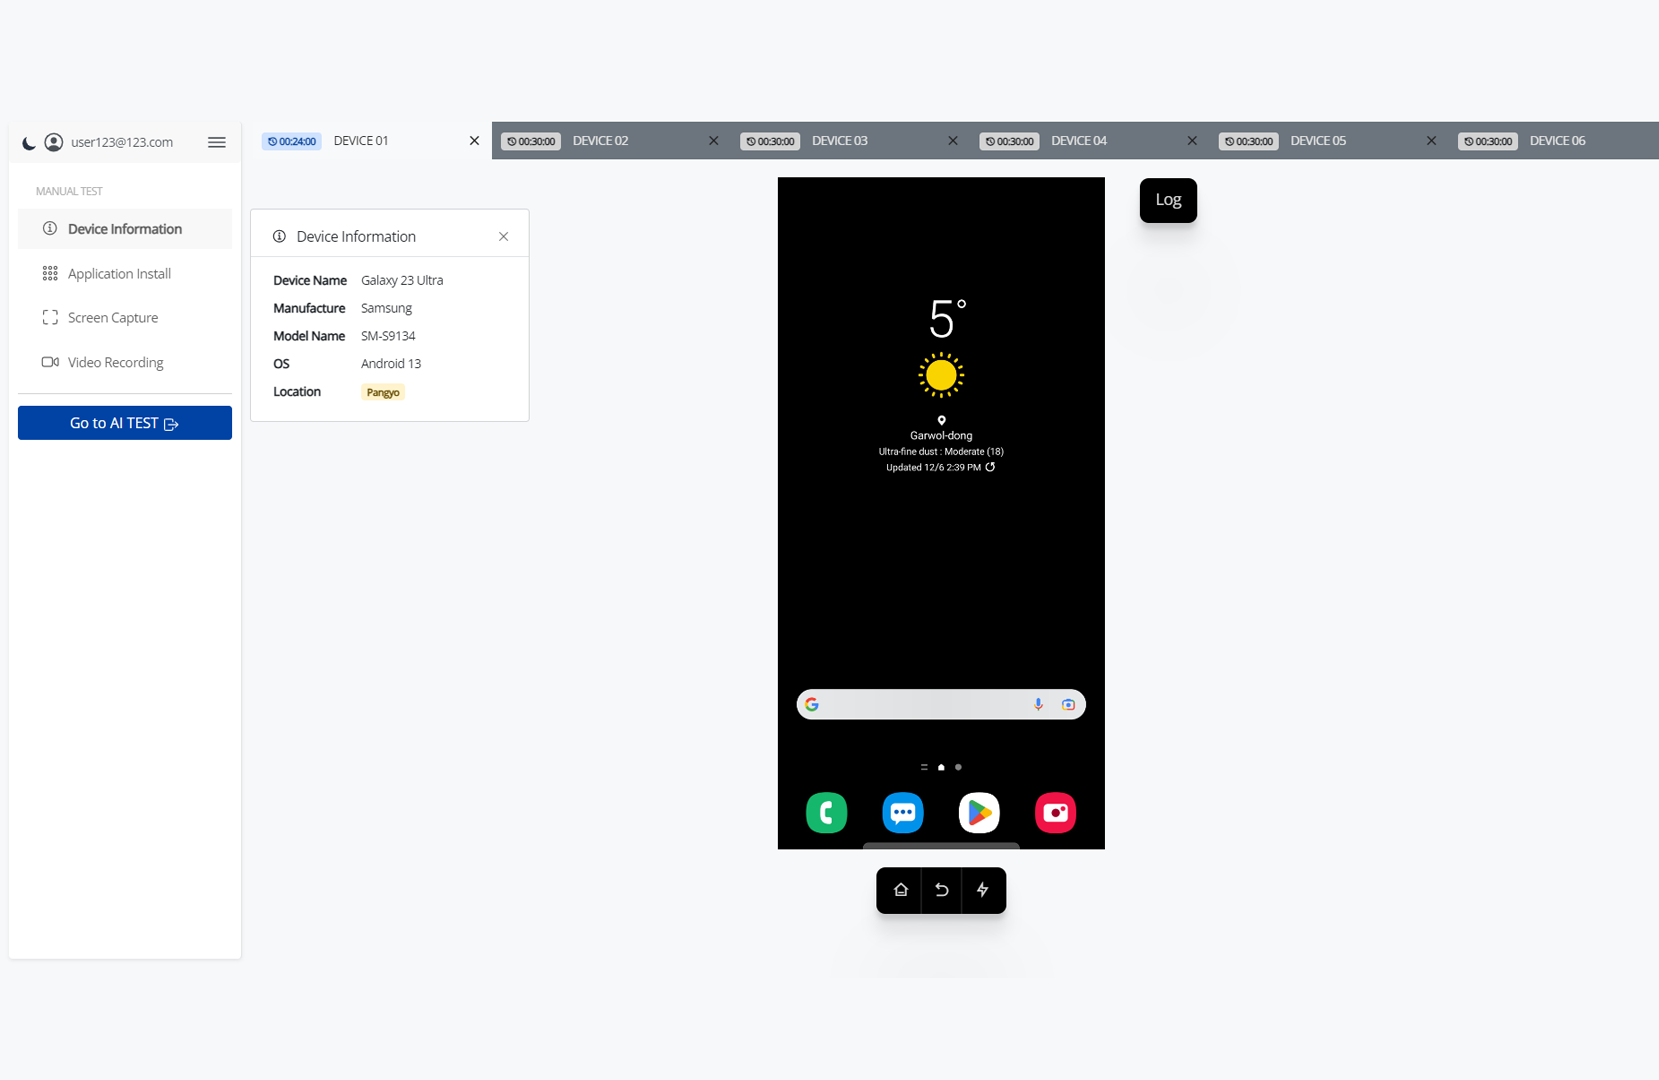 user123@123.com
00:24:00 DEVICE 01
00:30:00 DEVICE 02
00:30:00 DEVICE 03
00:30:00 DEVICE 04
00:30:00 DEVICE 05
00:30:00 DEVICE 06
MANUAL TEST
Device Information
Application Install
Screen Capture
Video Recording
Go to AI TEST
Device Information
Device Name Galaxy 23 Ultra
Manufacture Samsung
Model Name SM-S9134
OS Android 13
Location Pangyo
5°
Garwol-dong
Ultra-fine dust : Moderate (18)
Updated 12/6 2:39 PM
Log